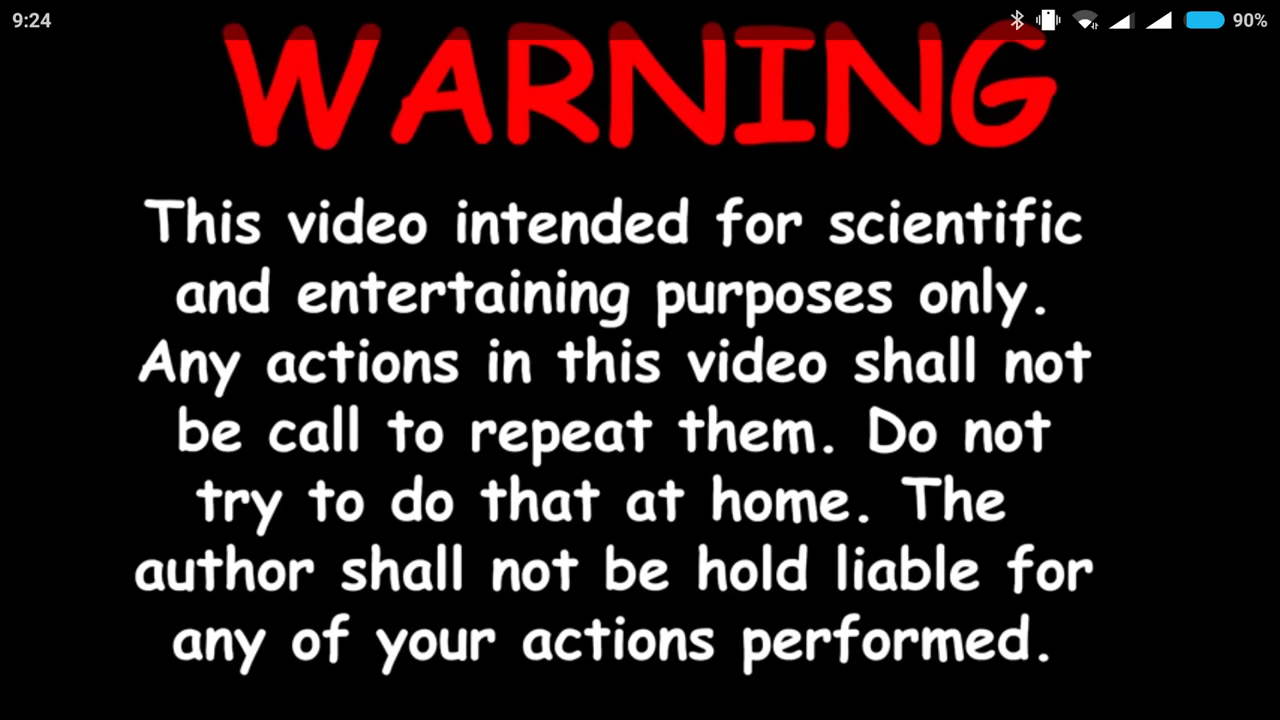 9:24 90%
WARNING
This video intended for scientific
and entertaining purposes only.
Any actions in this video shall not
be call to repeat them. Do not
try to do that at home. The
author shall not be hold liable for
any of your actions performed.